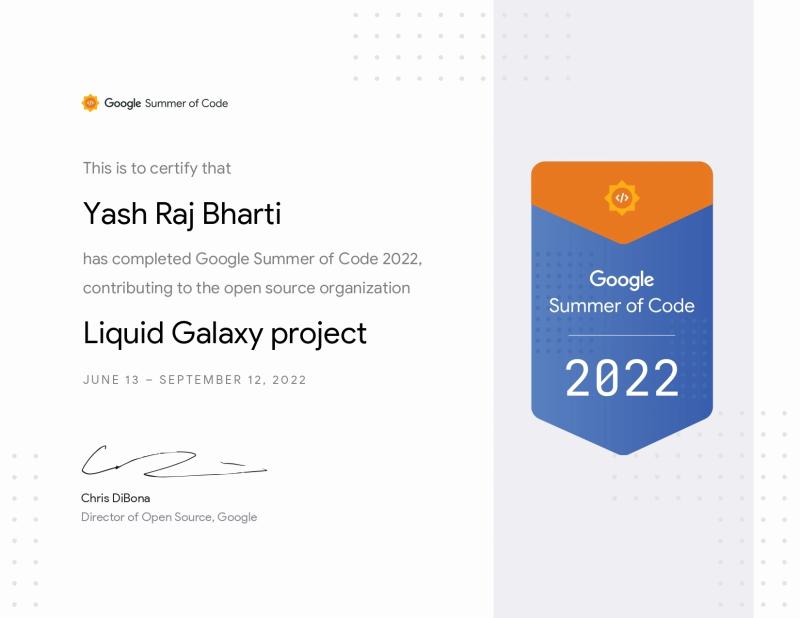 Google Summer of Code
This is to certify that
Yash Raj Bharti
has completed Google Summer of Code 2022,
contributing to the open source organization
Liquid Galaxy project
JUNE 13 – SEPTEMBER 12, 2022
Chris DiBona
Director of Open Source, Google
</>
Google
Summer of Code
2022